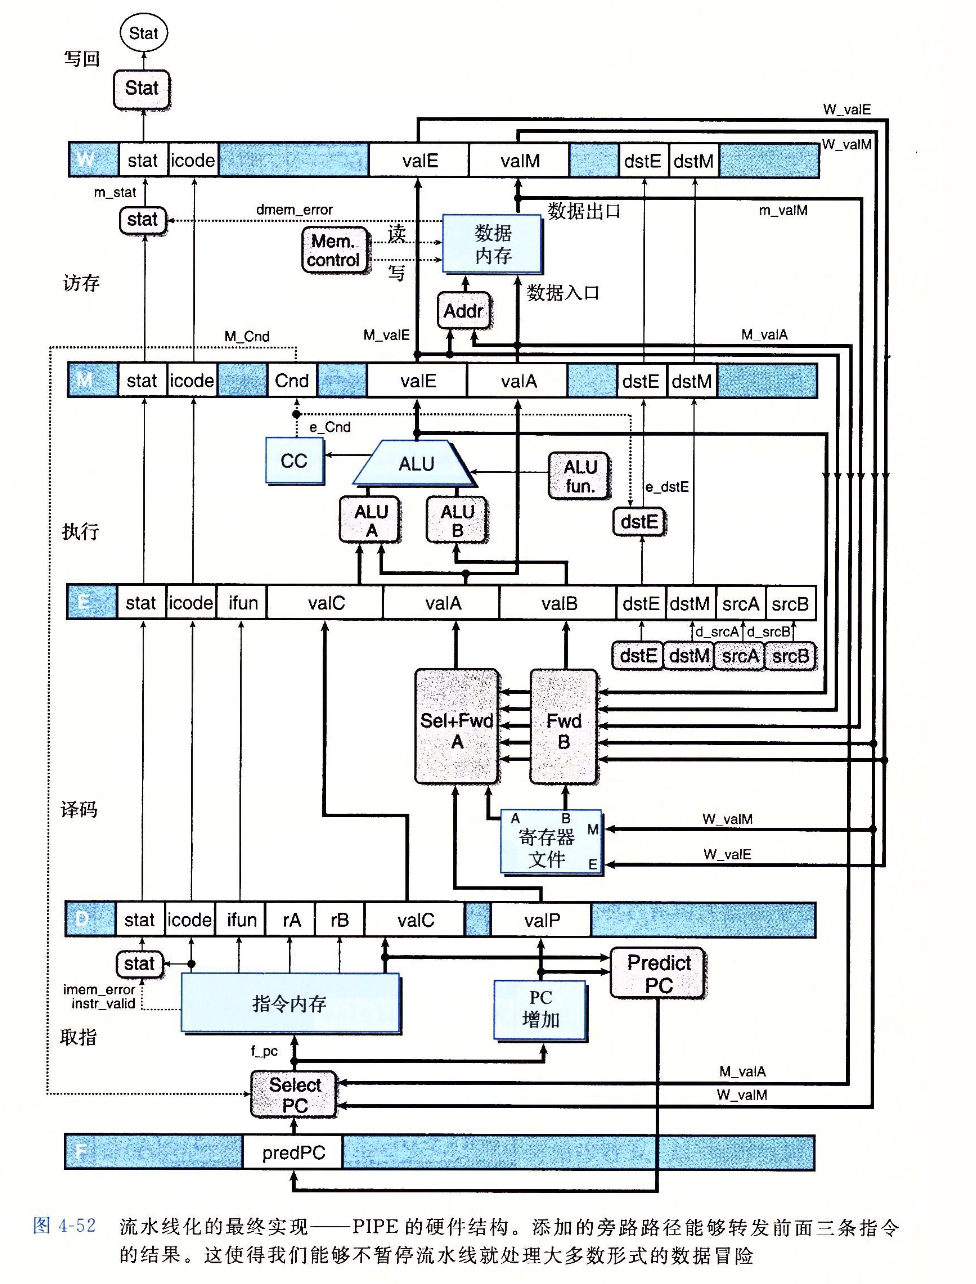 Stat
写回
Stat
W_valE
W stat icode valE valM dstE dstM
W_valM
m_stat
stat
dmem_error
数据出口
m_valM
Mem.
control
读
写
数据
内存
访存
数据入口
Addr
M_Cnd
M_valE
M_valA
M stat icode Cnd valE valA dstE dstM
e_Cnd
CC
ALU
ALU
fun.
e_dstE
ALU
A
ALU
B
dstE
执行
E stat icode ifun valC valA valB dstE dstM srcA srcB
d_srcA d_srcB
dstE dstM srcA srcB
Sel+Fwd
A
Fwd
B
译码
A B
M
E
寄存器
文件
W_valM
W_valE
D stat icode ifun rA rB valC valP
stat
imem_error
instr_valid
指令内存
PC
增加
Predict
PC
取指
f_pc
Select
PC
M_valA
W_valM
F predPC
图 4-52 流水线化的最终实现——PIPE 的硬件结构。添加的旁路路径能够转发前面三条指令
的结果。这使得我们能够不暂停流水线就处理大多数形式的数据冒险